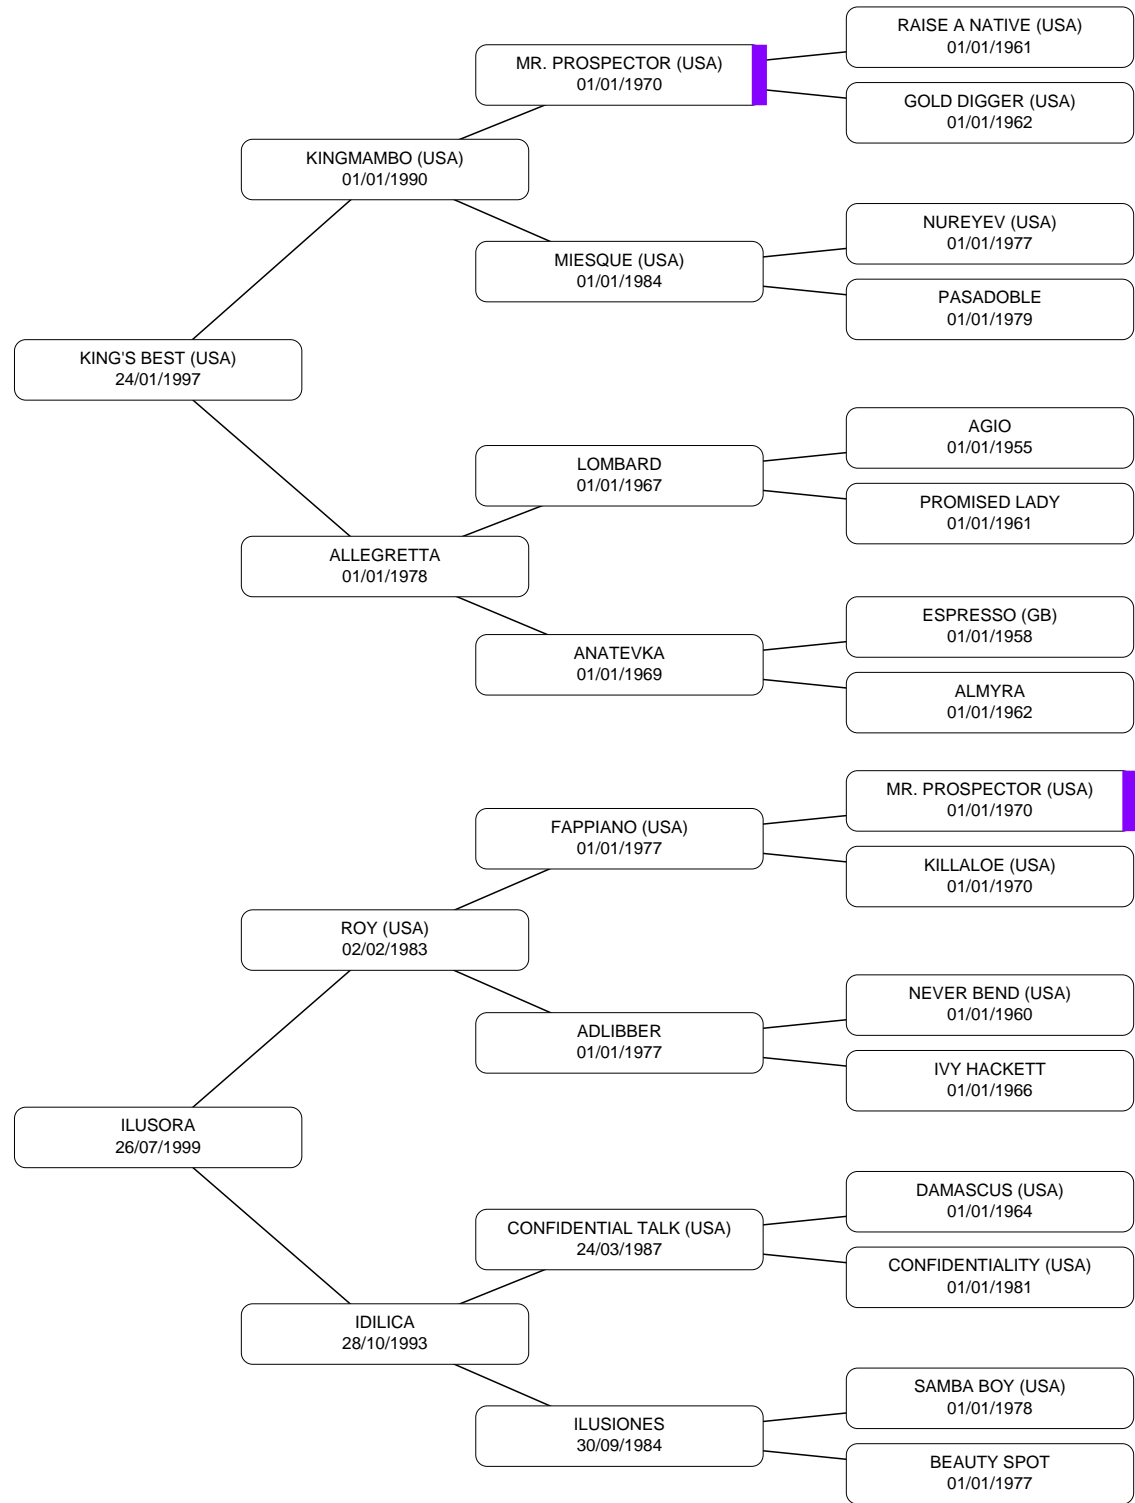 RAISE A NATIVE (USA)
01/01/1961
MR. PROSPECTOR (USA)
01/01/1970
GOLD DIGGER (USA)
01/01/1962
KINGMAMBO (USA)
01/01/1990
NUREYEV (USA)
01/01/1977
MIESQUE (USA)
01/01/1984
PASADOBLE
01/01/1979
KING'S BEST (USA)
24/01/1997
AGIO
01/01/1955
LOMBARD
01/01/1967
PROMISED LADY
01/01/1961
ALLEGRETTA
01/01/1978
ESPRESSO (GB)
01/01/1958
ANATEVKA
01/01/1969
ALMYRA
01/01/1962
MR. PROSPECTOR (USA)
01/01/1970
FAPPIANO (USA)
01/01/1977
KILLALOE (USA)
01/01/1970
ROY (USA)
02/02/1983
NEVER BEND (USA)
01/01/1960
ADLIBBER
01/01/1977
IVY HACKETT
01/01/1966
ILUSORA
26/07/1999
DAMASCUS (USA)
01/01/1964
CONFIDENTIAL TALK (USA)
24/03/1987
CONFIDENTIALITY (USA)
01/01/1981
IDILICA
28/10/1993
SAMBA BOY (USA)
01/01/1978
ILUSIONES
30/09/1984
BEAUTY SPOT
01/01/1977